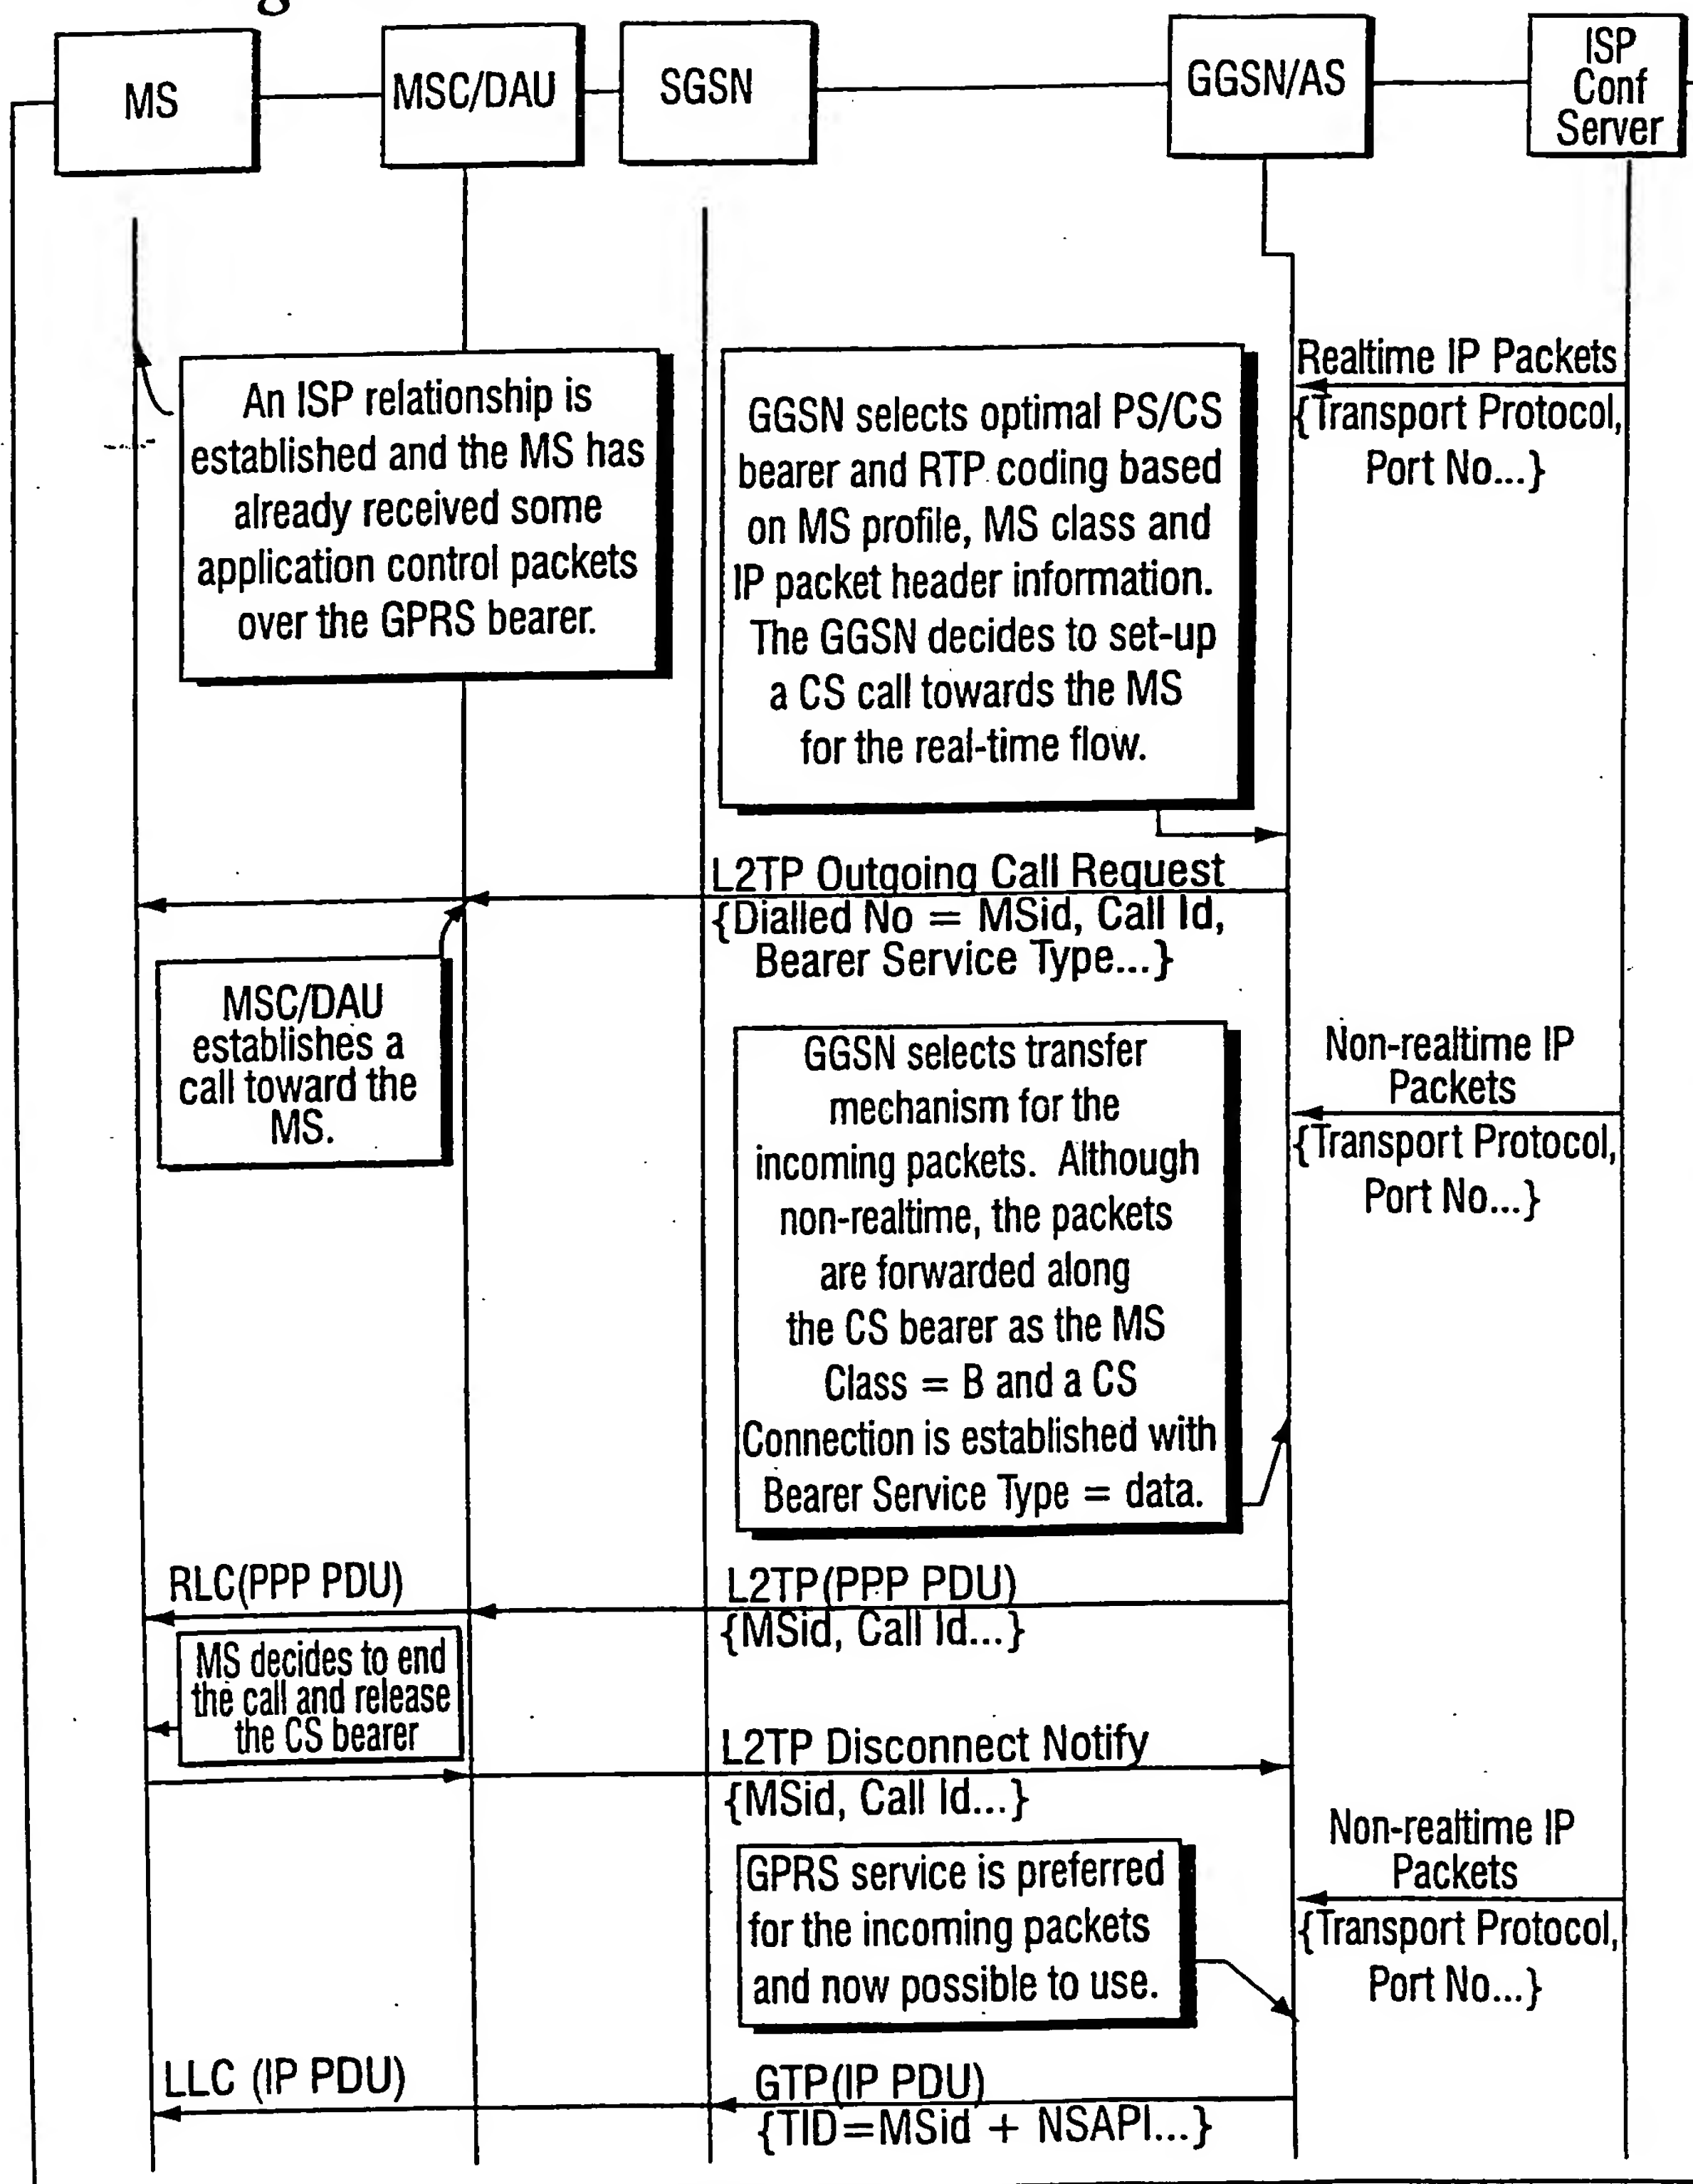 MS
MSC/DAU
SGSN
GGSN/AS
ISP
Conf
Server
An ISP relationship is
established and the MS has
already received some
application control packets
over the GPRS bearer.
GGSN selects optimal PS/CS
bearer and RTP coding based
on MS profile, MS class and
IP packet header information.
The GGSN decides to set-up
a CS call towards the MS
for the real-time flow.
Realtime IP Packets
{Transport Protocol,
Port No...}
L2TP Outgoing Call Request
{Dialled No = MSid, Call Id,
Bearer Service Type...}
MSC/DAU
establishes a
call toward the
MS.
GGSN selects transfer
mechanism for the
incoming packets. Although
non-realtime, the packets
are forwarded along
the CS bearer as the MS
Class = B and a CS
Connection is established with
Bearer Service Type = data.
Non-realtime IP
Packets
{Transport Protocol,
Port No...}
RLC(PPP PDU)
L2TP(PPP PDU)
{MSid, Call Id...}
MS decides to end
the call and release
the CS bearer
L2TP Disconnect Notify
{MSid, Call Id...}
GPRS service is preferred
for the incoming packets
and now possible to use.
Non-realtime IP
Packets
{Transport Protocol,
Port No...}
LLC (IP PDU)
GTP(IP PDU)
{TID=MSid + NSAPI...}